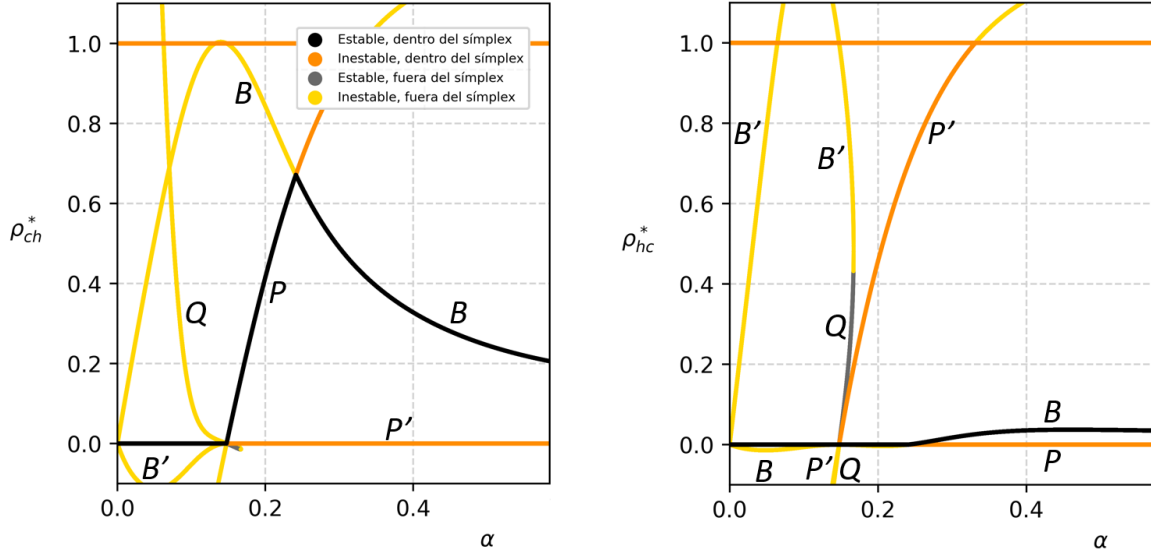 1.0
0.8
0.6
0.4
0.2
0.0
0.0
0.2
0.4
ρ*ch
α
Estable, dentro del símplex
Inestable, dentro del símplex
Estable, fuera del símplex
Inestable, fuera del símplex
B
Q
P
B
P’
B’
1.0
0.8
0.6
0.4
0.2
0.0
0.0
0.2
0.4
ρ*hc
α
B’
B’
P’
Q
B
B
P’
Q
P